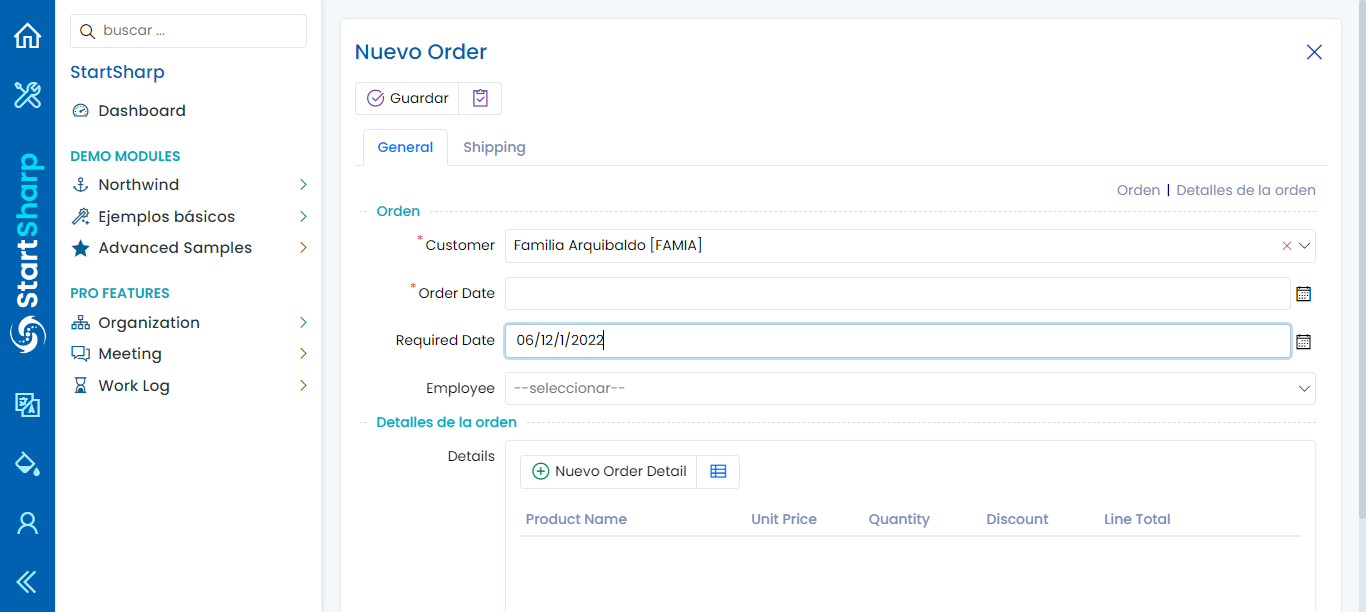 buscar ...
StartSharp
Dashboard
DEMO MODULES
Northwind
Ejemplos básicos
Advanced Samples
PRO FEATURES
Organization
Meeting
Work Log
StartSharp
Nuevo Order
Guardar
General Shipping
Orden | Detalles de la orden
Orden
* Customer Familia Arquibaldo [FAMIA]
* Order Date
Required Date 06/12/1/2022
Employee --seleccionar--
Detalles de la orden
Details
Nuevo Order Detail
Product Name Unit Price Quantity Discount Line Total